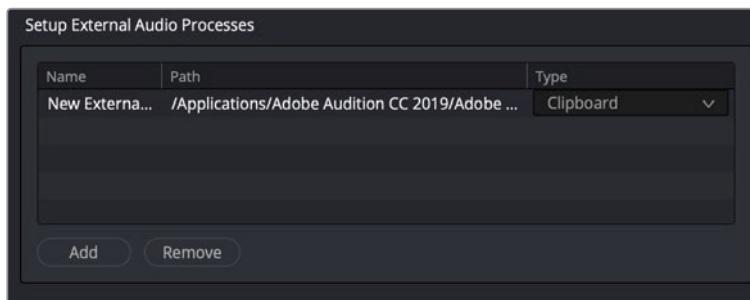 Setup External Audio Processes
Name Path Type
New Externa... /Applications/Adobe Audition CC 2019/Adobe ... Clipboard
Add Remove